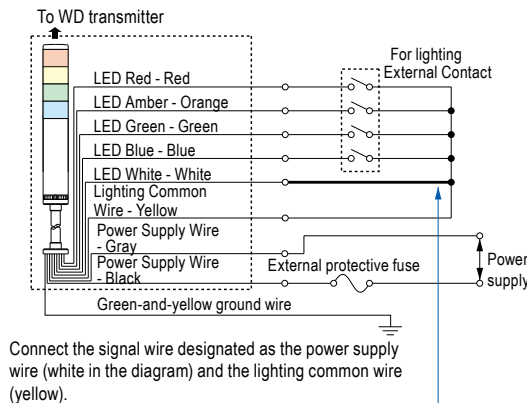 To WD transmitter
For lighting
External Contact
LED Red - Red
LED Amber - Orange
LED Green - Green
LED Blue - Blue
LED White - White
Lighting Common
Wire - Yellow
Power Supply Wire
- Gray
Power Supply Wire
- Black
External protective fuse
Power
supply
Green-and-yellow ground wire
Connect the signal wire designated as the power supply
wire (white in the diagram) and the lighting common wire
(yellow).